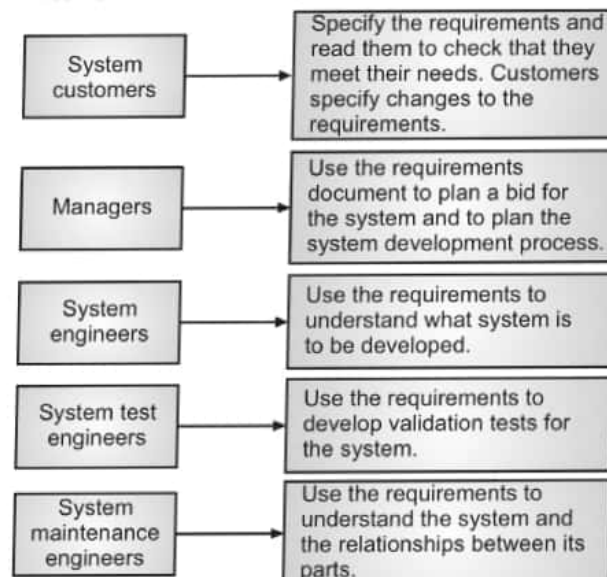 System
customers
Specify the requirements and
read them to check that they
meet their needs. Customers
specify changes to the
requirements.
Managers
Use the requirements
document to plan a bid for
the system and to plan the
system development process.
System
engineers
Use the requirements to
understand what system is
to be developed.
System test
engineers
Use the requirements to
develop validation tests for
the system.
System
maintenance
engineers
Use the requirements to
understand the system and
the relationships between its
parts.